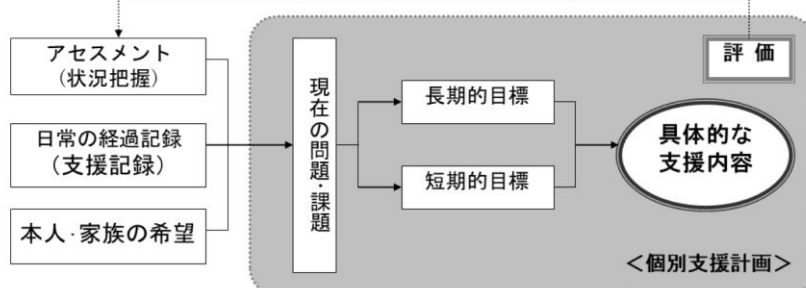 アセスメント
(状況把握)
日常の経過記録
(支援記録)
本人・家族の希望
現在の問題・課題
長期的目標
短期的目標
評 価
具体的な
支援内容
＜個別支援計画＞